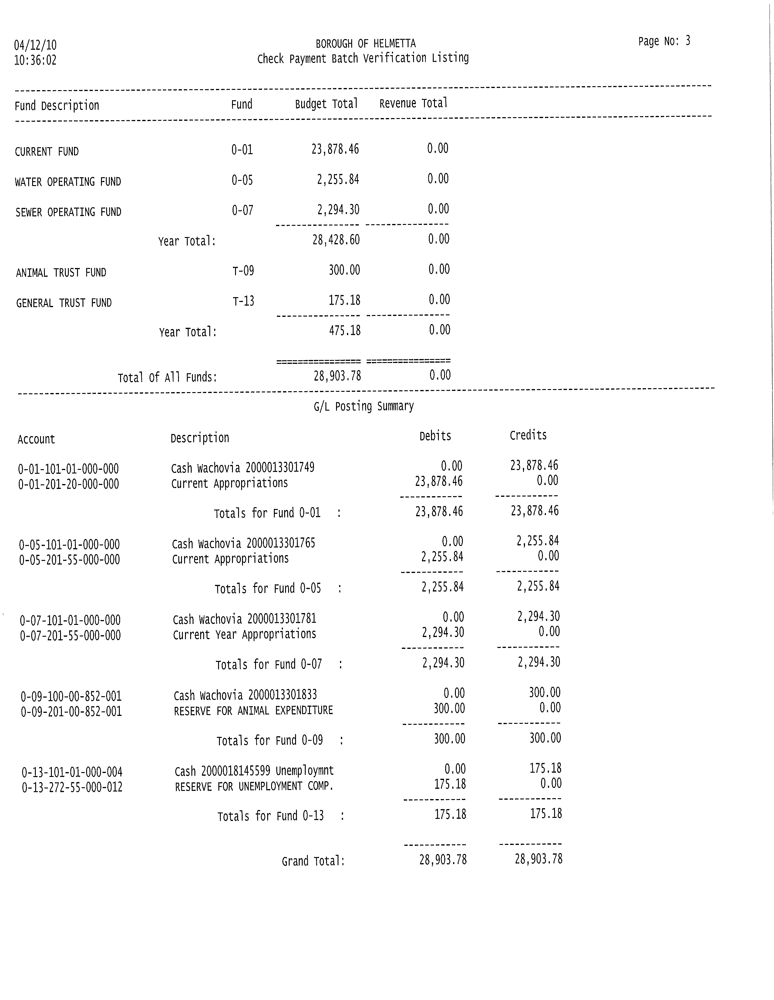 04/12/10 BOROUGH OF HELMETTA Page No: 3
10:36:02 Check Payment Batch Verification Listing
Fund Description Fund Budget Total Revenue Total
CURRENT FUND 0-01 23,878.46 0.00
WATER OPERATING FUND 0-05 2,255.84 0.00
SEWER OPERATING FUND 0-07 2,294.30 0.00
Year Total: 28,428.60 0.00
ANIMAL TRUST FUND T-09 300.00 0.00
GENERAL TRUST FUND T-13 175.18 0.00
Year Total: 475.18 0.00
Total Of All Funds: 28,903.78 0.00
G/L Posting Summary
Account Description Debits Credits
0-01-101-01-000-000 Cash Wachovia 2000013301749 0.00 23,878.46
0-01-201-20-000-000 Current Appropriations 23,878.46 0.00
Totals for Fund 0-01 : 23,878.46 23,878.46
0-05-101-01-000-000 Cash Wachovia 2000013301765 0.00 2,255.84
0-05-201-55-000-000 Current Appropriations 2,255.84 0.00
Totals for Fund 0-05 : 2,255.84 2,255.84
0-07-101-01-000-000 Cash Wachovia 2000013301781 0.00 2,294.30
0-07-201-55-000-000 Current Year Appropriations 2,294.30 0.00
Totals for Fund 0-07 : 2,294.30 2,294.30
0-09-100-00-852-001 Cash Wachovia 2000013301833 0.00 300.00
0-09-201-00-852-001 RESERVE FOR ANIMAL EXPENDITURE 300.00 0.00
Totals for Fund 0-09 : 300.00 300.00
0-13-101-01-000-004 Cash 2000018145599 Unemploymnt 0.00 175.18
0-13-272-55-000-012 RESERVE FOR UNEMPLOYMENT COMP. 175.18 0.00
Totals for Fund 0-13 : 175.18 175.18
Grand Total: 28,903.78 28,903.78